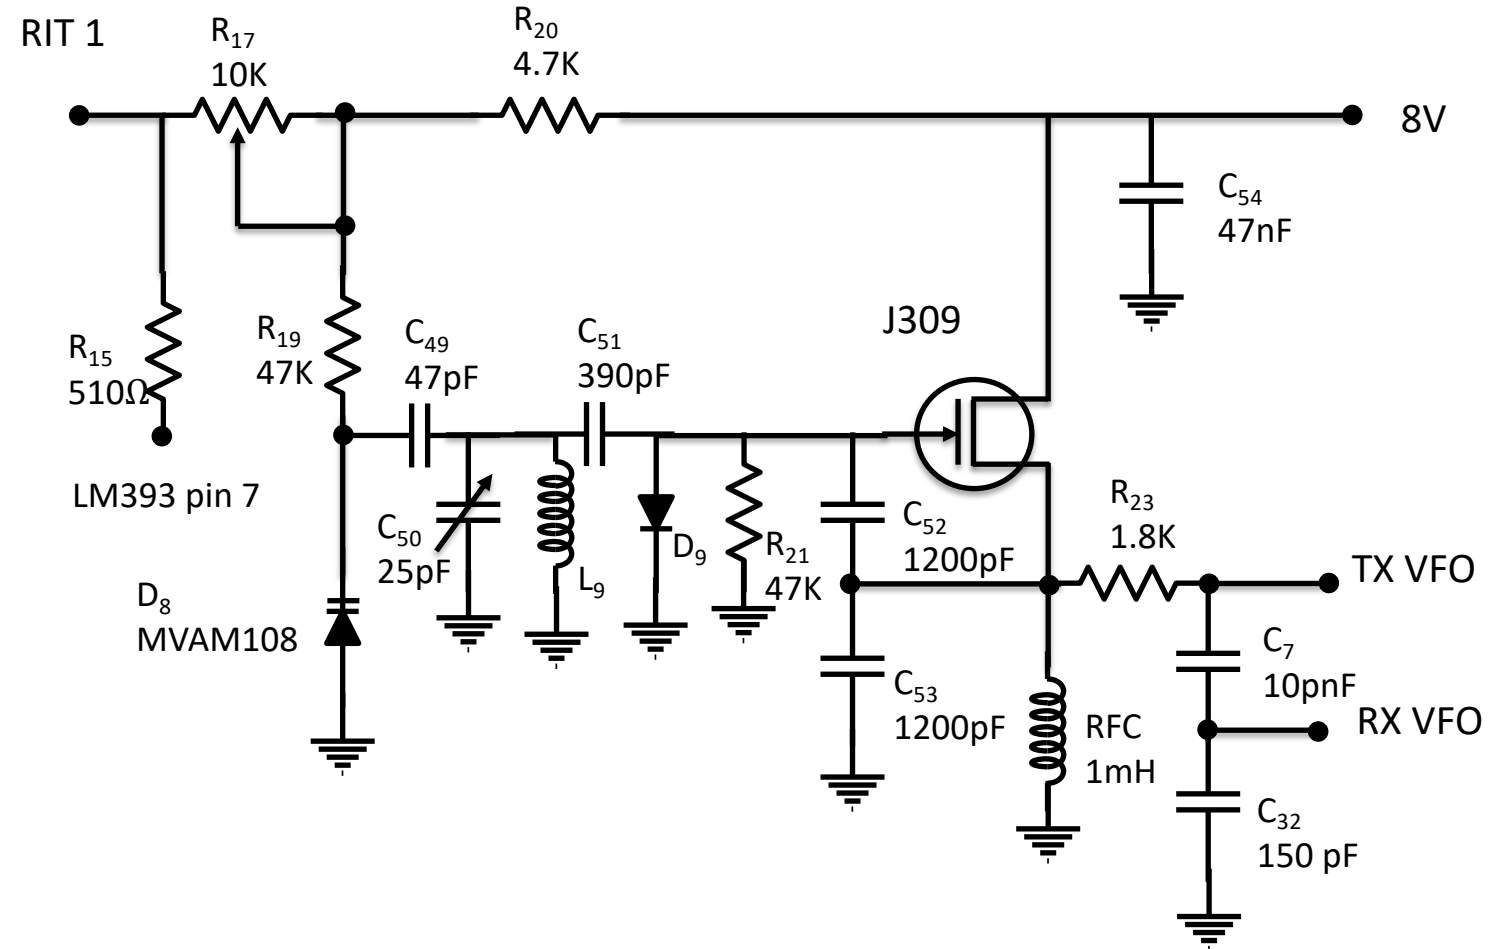 RIT 1
R17
10K
R20
4.7K
8V
C54
47nF
J309
R15
510Ω
R19
47K
C49
47pF
C51
390pF
LM393 pin 7
C50
25pF
L9
D9
R21
47K
C52
1200pF
R23
1.8K
TX VFO
D8
MVAM108
C53
1200pF
RFC
1mH
C7
10pnF
RX VFO
C32
150 pF